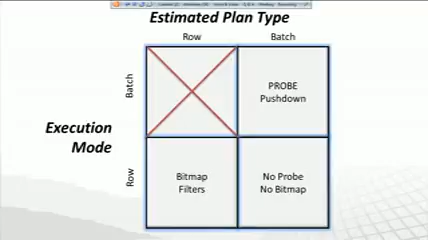 Estimated Plan Type
Row
Batch
Batch
PROBE
Pushdown
Execution
Mode
Row
Bitmap
Filters
No Probe
No Bitmap